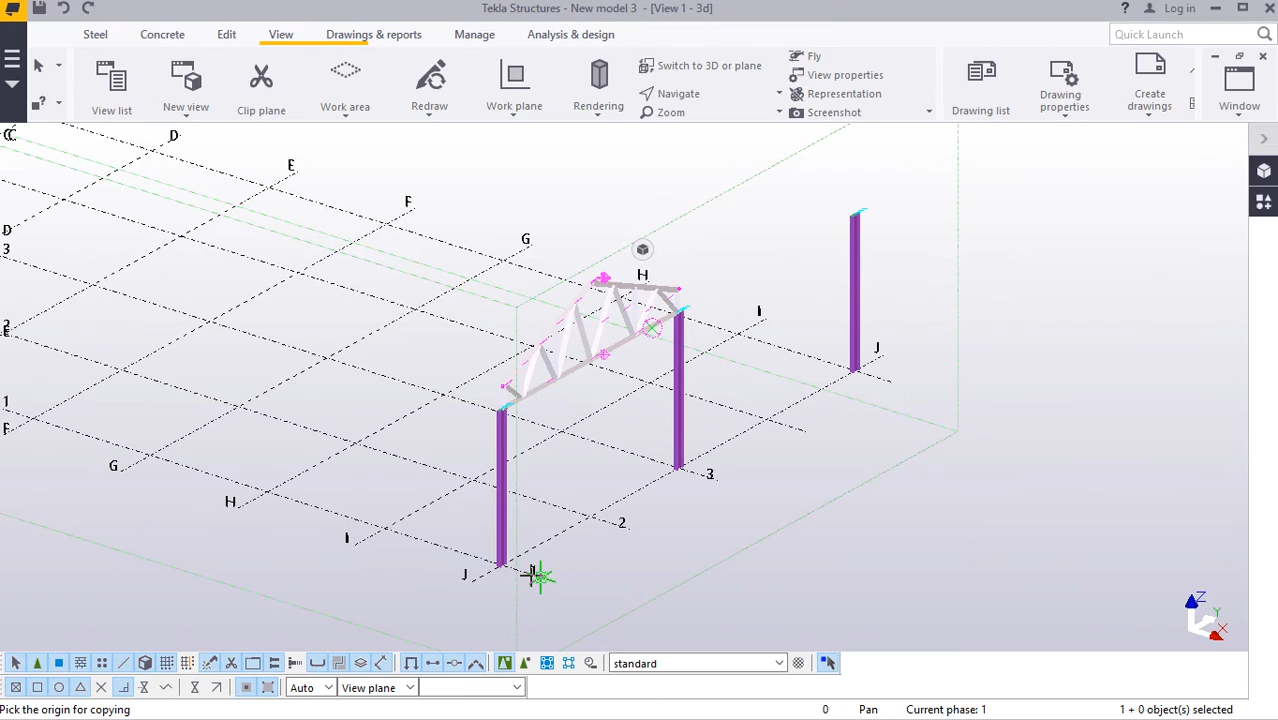 Tekla Structures - New model 3 - [View 1 - 3d]
? Log in
Steel Concrete Edit View Drawings & reports Manage Analysis & design Quick Launch
View list
New view
Clip plane
Work area
Redraw
Work plane
Rendering
Switch to 3D or plane
Navigate
Zoom
Fly
View properties
Representation
Screenshot
Drawing list
Drawing properties
Create drawings
Window
C D
E
F
D
3
G
H
2
I
J
1
F
G
3
H
2
I
J
Z
Y
X
standard
Auto View plane
Pick the origin for copying 0 Pan Current phase: 1 1 + 0 object(s) selected